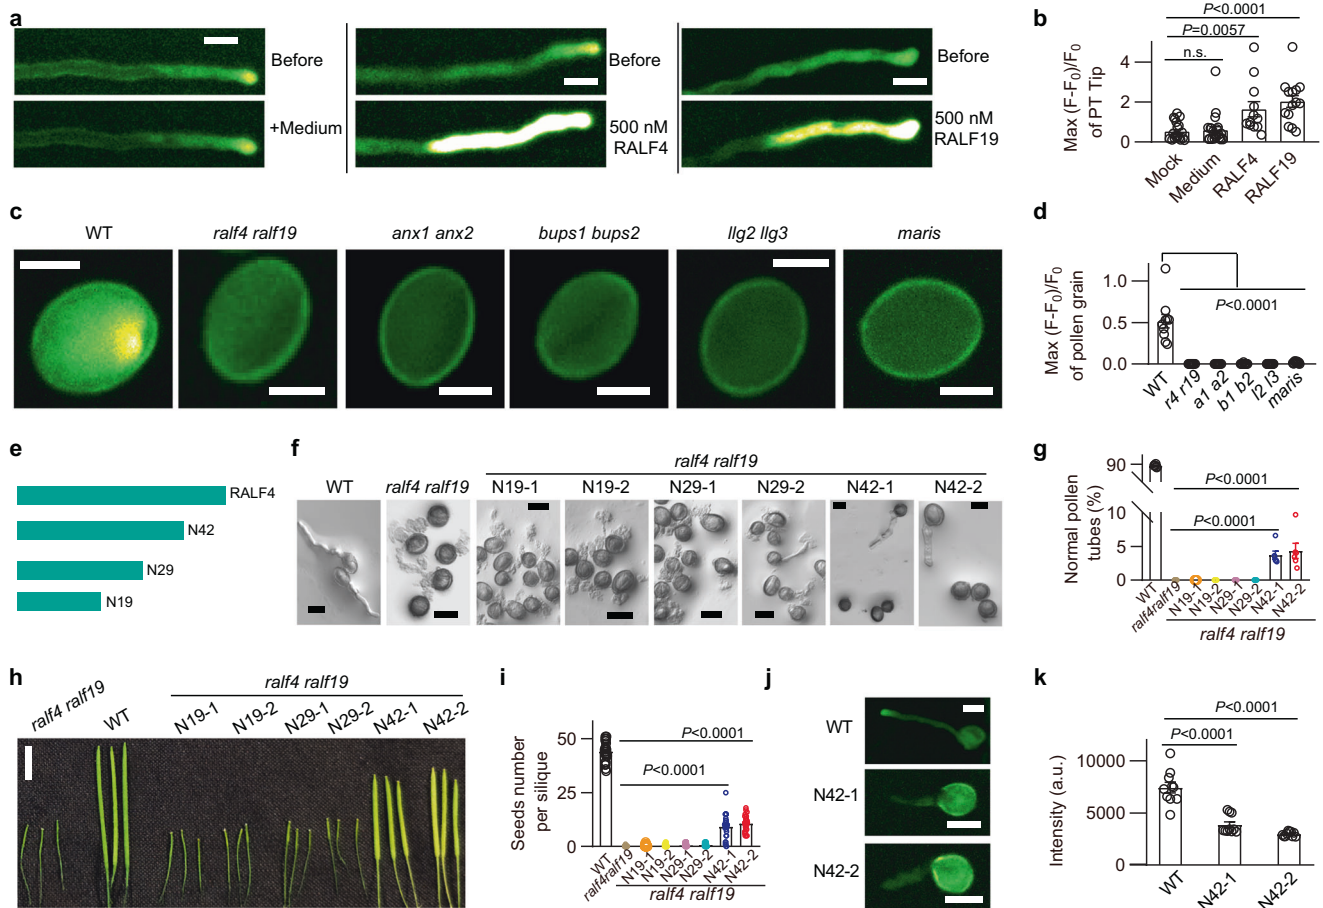 a
Before
+Medium
Before
500 nM
RALF4
Before
500 nM
RALF19
b
P<0.0001
P=0.0057
n.s.
Max (F-F0)/F0
of PT Tip
4
2
0
Mock
Medium
RALF4
RALF19
c
WT
ralf4 ralf19
anx1 anx2
bups1 bups2
llg2 llg3
maris
d
Max (F-F0)/F0
of pollen grain
1.0
0.5
0.0
P<0.0001
WT
r4 r19
a1 a2
b1 b2
l2 l3
maris
e
RALF4
N42
N29
N19
f
ralf4 ralf19
WT
ralf4 ralf19
N19-1
N19-2
N29-1
N29-2
N42-1
N42-2
g
Normal pollen
tubes (%)
90
10
5
0
P<0.0001
P<0.0001
WT
ralf4ralf19
N19-1
N19-2
N29-1
N29-2
N42-1
N42-2
ralf4 ralf19
h
ralf4 ralf19
WT
ralf4 ralf19
N19-1
N19-2
N29-1
N29-2
N42-1
N42-2
i
Seeds number
per silique
50
25
0
P<0.0001
P<0.0001
WT
ralf4ralf19
N19-1
N19-2
N29-1
N29-2
N42-1
N42-2
ralf4 ralf19
j
WT
N42-1
N42-2
k
P<0.0001
P<0.0001
Intensity (a.u.)
10000
5000
0
WT
N42-1
N42-2